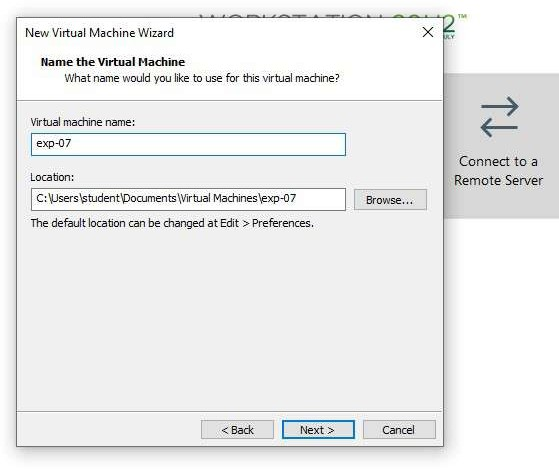 New Virtual Machine Wizard
Name the Virtual Machine
What name would you like to use for this virtual machine?
Virtual machine name:
exp-07
Location:
C:\Users\student\Documents\Virtual Machines\exp-07
Browse...
The default location can be changed at Edit > Preferences.
< Back
Next >
Cancel
Connect to a
Remote Server